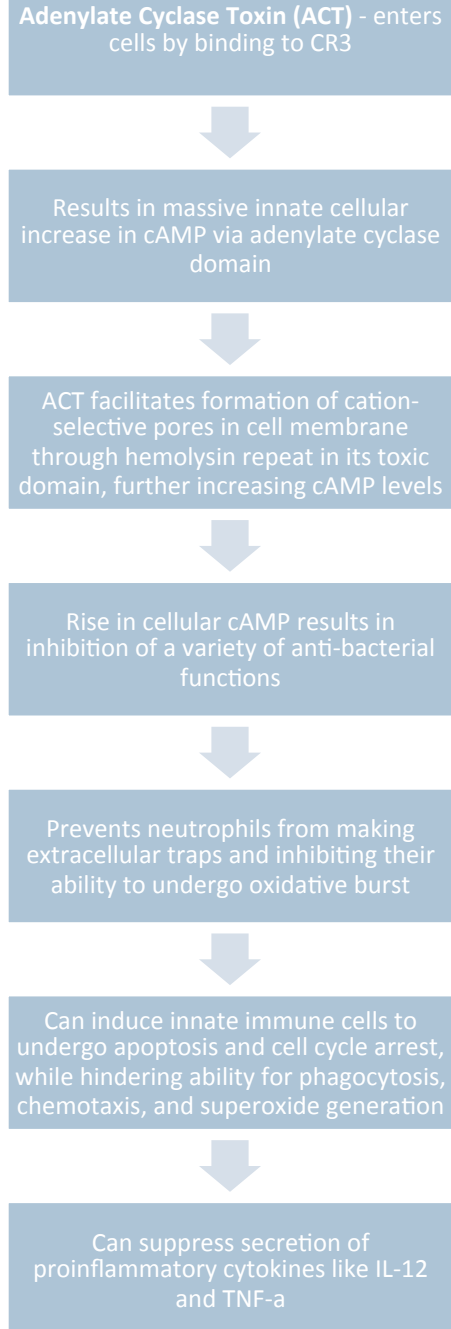 Adenylate Cyclase Toxin (ACT) - enters
cells by binding to CR3
Results in massive innate cellular
increase in cAMP via adenylate cyclase
domain
ACT facilitates formation of cation-
selective pores in cell membrane
through hemolysin repeat in its toxic
domain, further increasing cAMP levels
Rise in cellular cAMP results in
inhibition of a variety of anti-bacterial
functions
Prevents neutrophils from making
extracellular traps and inhibiting their
ability to undergo oxidative burst
Can induce innate immune cells to
undergo apoptosis and cell cycle arrest,
while hindering ability for phagocytosis,
chemotaxis, and superoxide generation
Can suppress secretion of
proinflammatory cytokines like IL-12
and TNF-a